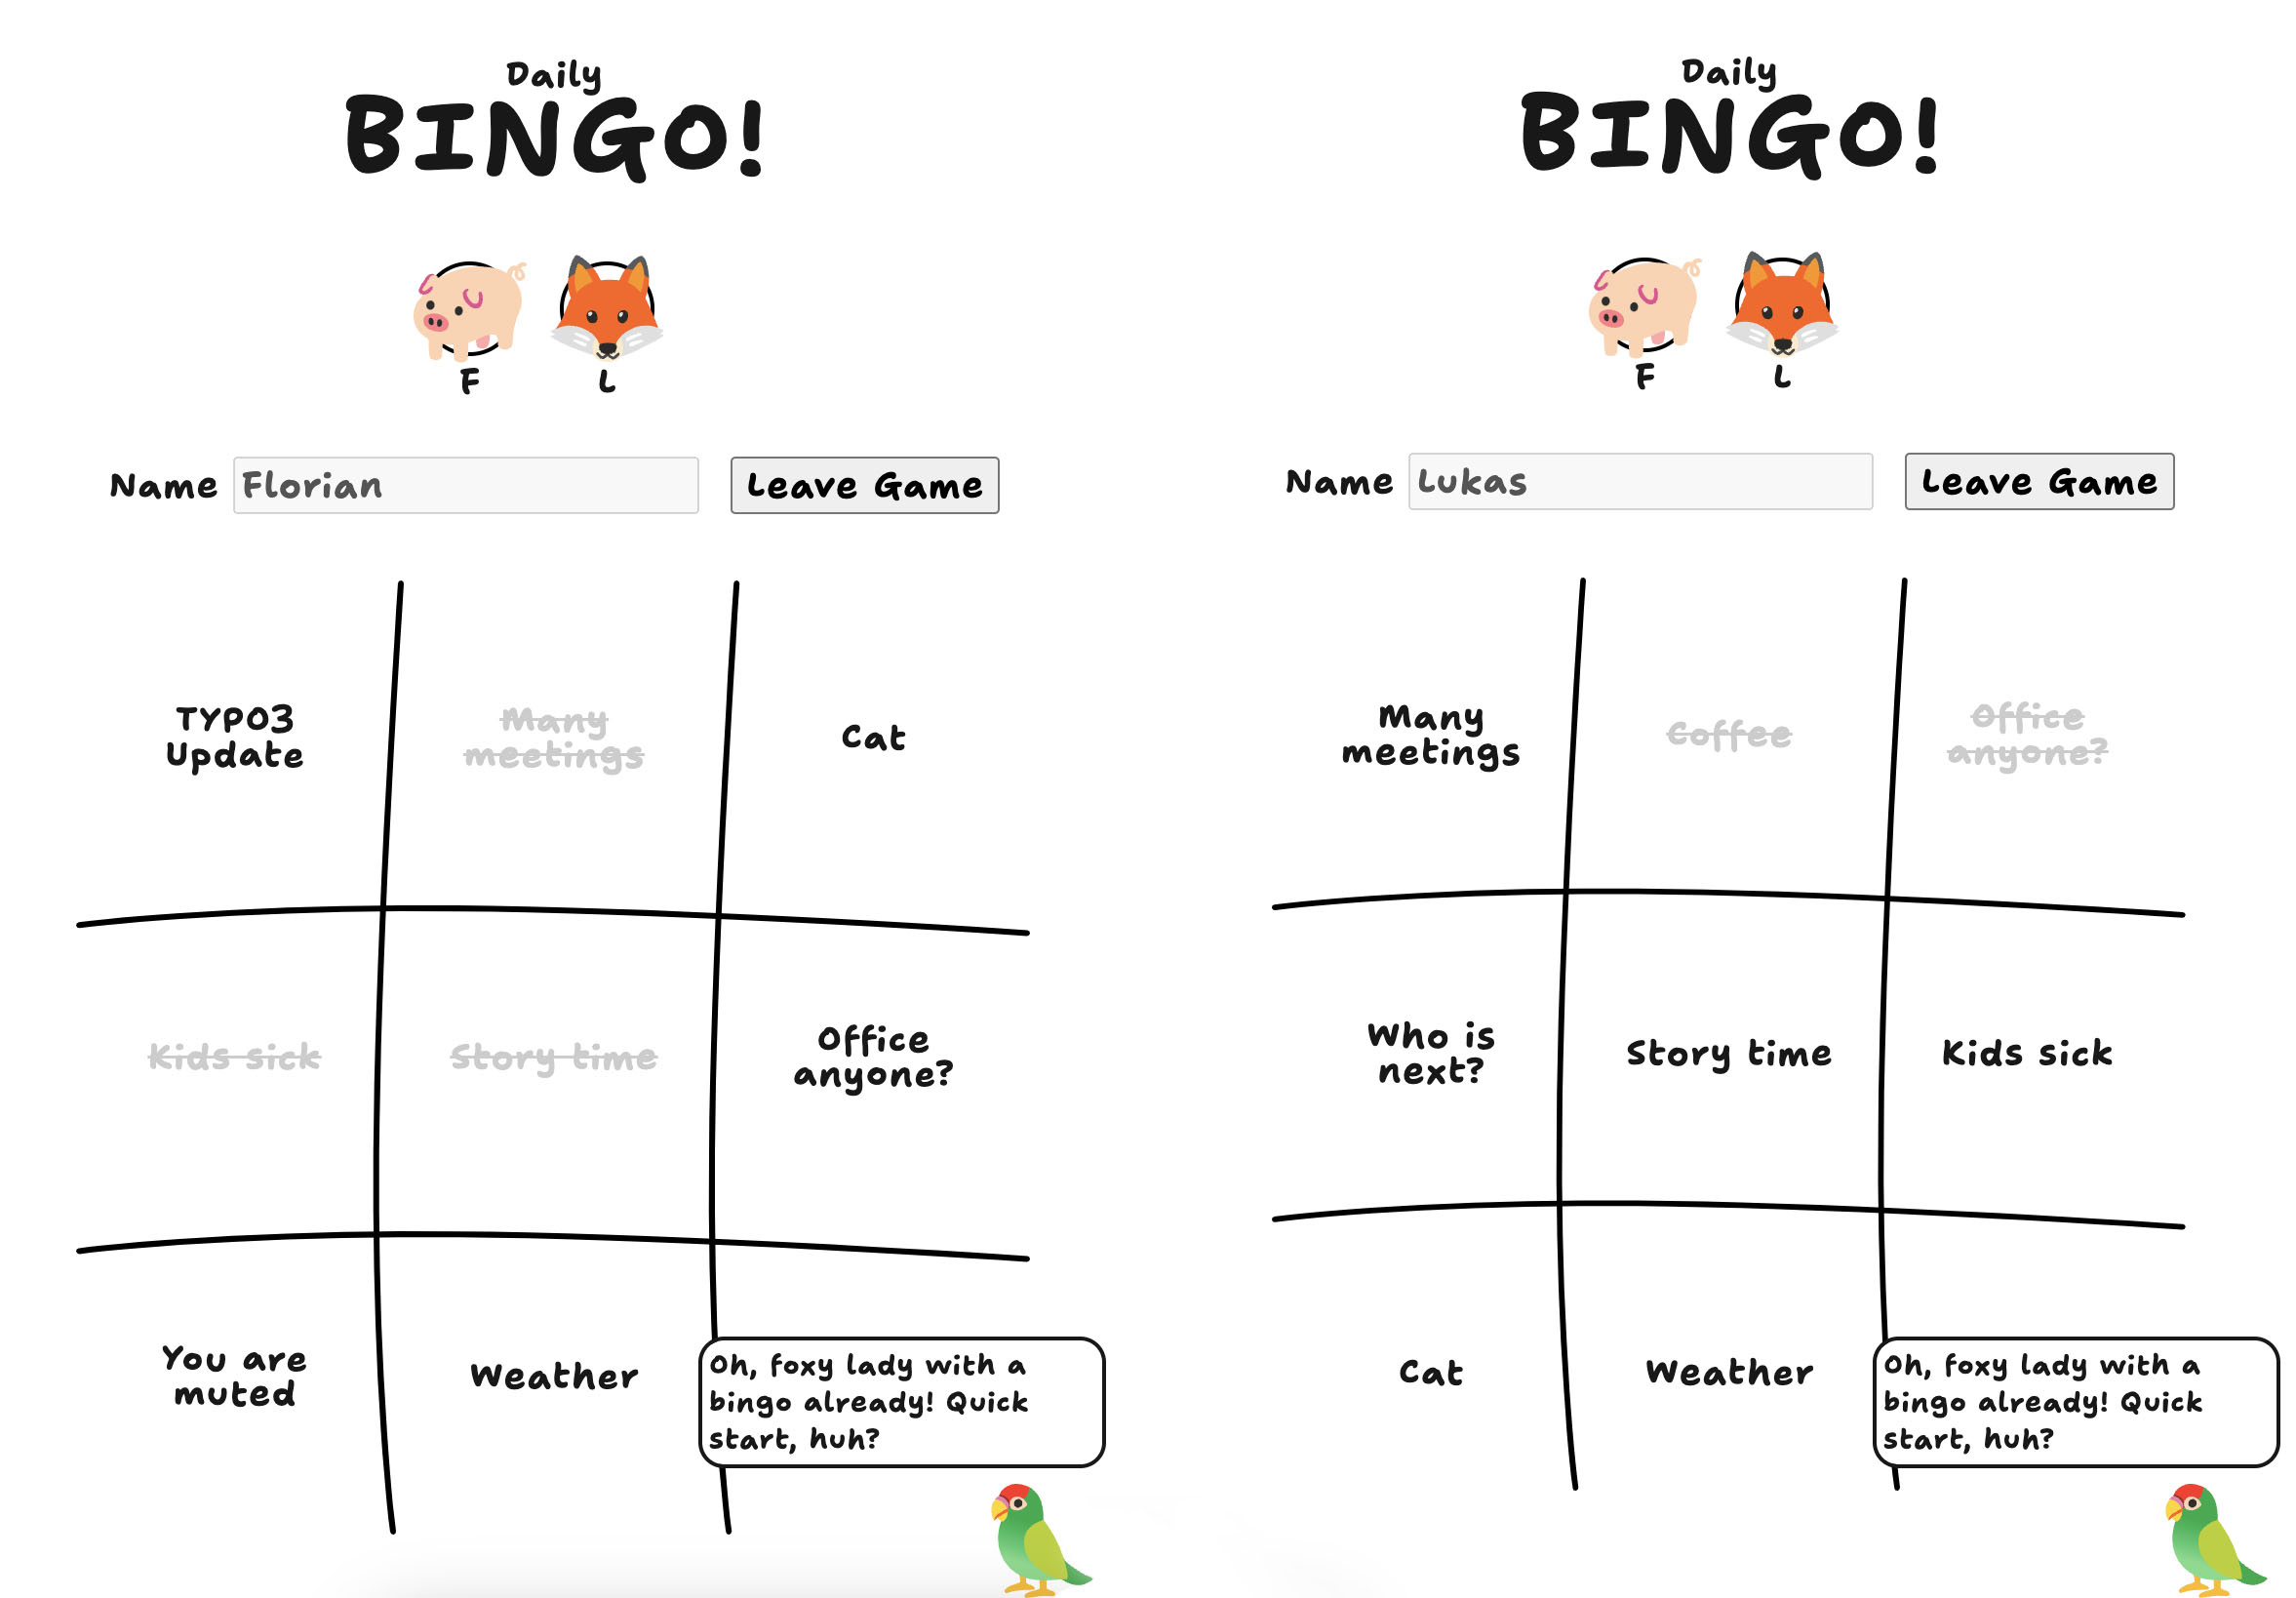 Daily
BINGO!
F
L
Name
Florian
Leave Game
TYPO3
Update
Many
meetings
Cat
Kids sick
Story time
Office
anyone?
You are
muted
Weather
Oh, foxy lady with a
bingo already! Quick
start, huh?
Daily
BINGO!
F
L
Name
Lukas
Leave Game
Many
meetings
Coffee
Office
anyone?
Who is
next?
Story time
Kids sick
Cat
Weather
Oh, foxy lady with a
bingo already! Quick
start, huh?